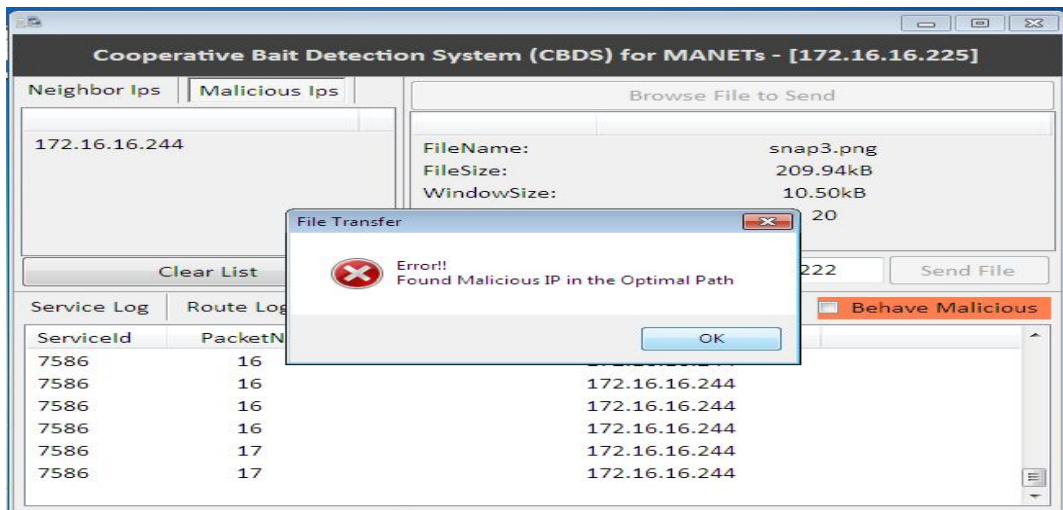 Cooperative Bait Detection System (CBDS) for MANETs - [172.16.16.225]
Neighbor Ips Malicious Ips
Browse File to Send
172.16.16.244
FileName: snap3.png
FileSize: 209.94kB
WindowSize: 10.50kB
20
File Transfer
Error!!
Found Malicious IP in the Optimal Path
OK
Clear List
222 Send File
Service Log Route Log
Behave Malicious
ServiceId PacketN
7586 16
7586 16 172.16.16.244
7586 16 172.16.16.244
7586 16 172.16.16.244
7586 17 172.16.16.244
7586 17 172.16.16.244